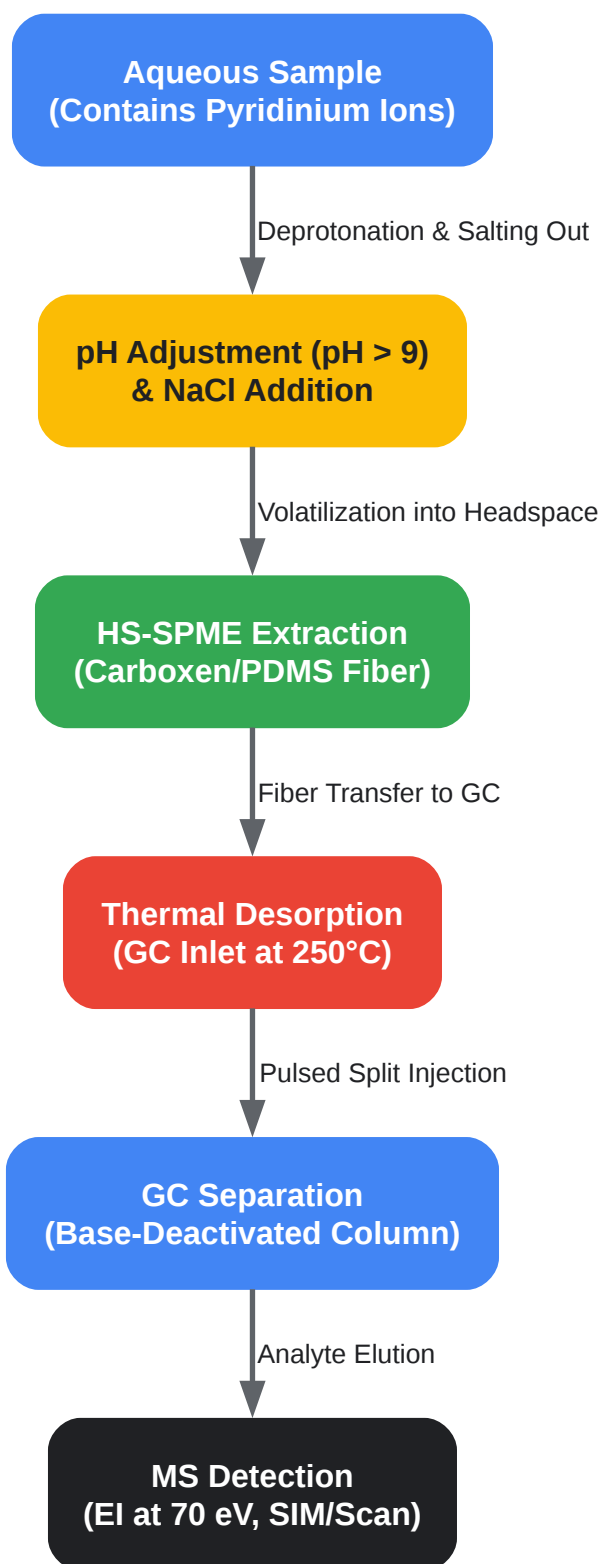 Aqueous Sample
(Contains Pyridinium Ions)
Deprotonation & Salting Out
pH Adjustment (pH > 9)
& NaCl Addition
Volatilization into Headspace
HS-SPME Extraction
(Carboxen/PDMS Fiber)
Fiber Transfer to GC
Thermal Desorption
(GC Inlet at 250°C)
Pulsed Split Injection
GC Separation
(Base-Deactivated Column)
Analyte Elution
MS Detection
(EI at 70 eV, SIM/Scan)